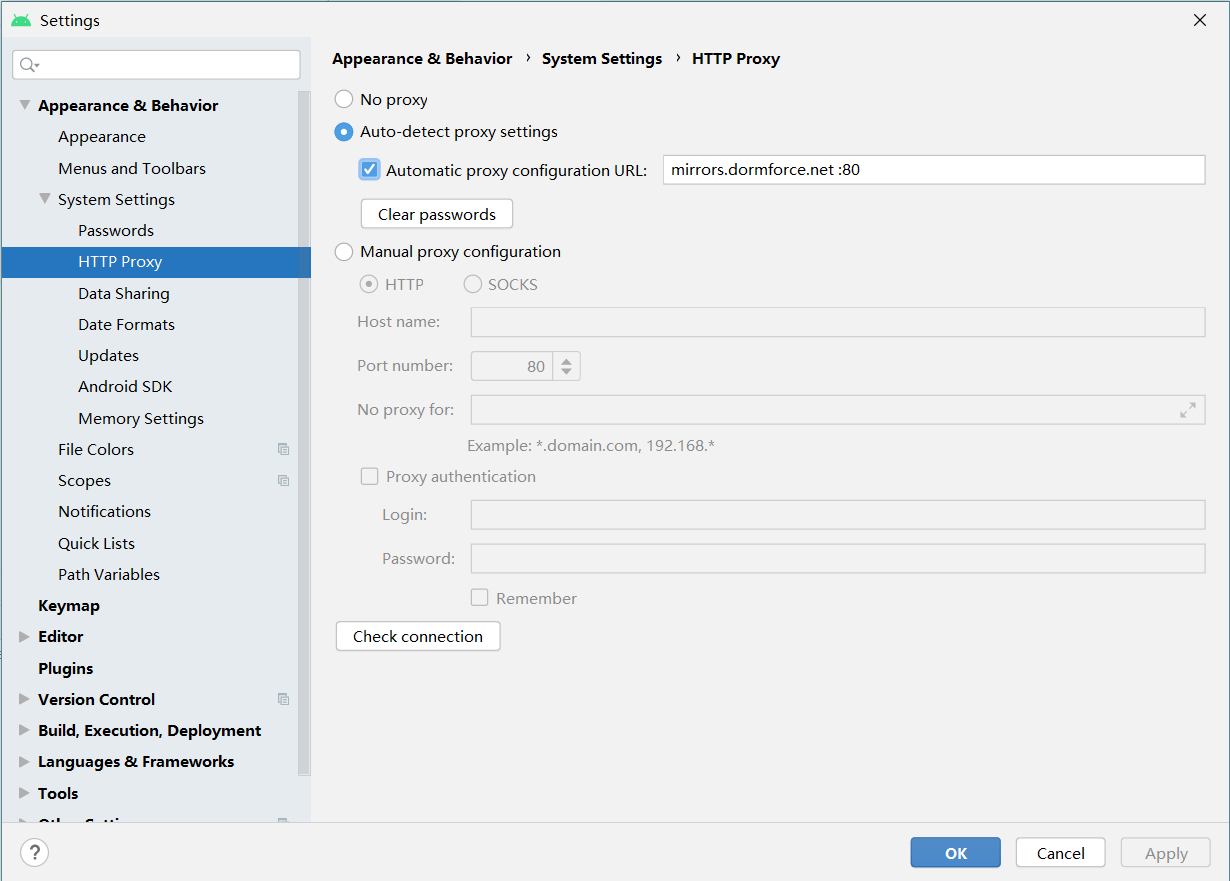 Settings
Appearance & Behavior
Appearance
Menus and Toolbars
System Settings
Passwords
HTTP Proxy
Data Sharing
Date Formats
Updates
Android SDK
Memory Settings
File Colors
Scopes
Notifications
Quick Lists
Path Variables
Keymap
Editor
Plugins
Version Control
Build, Execution, Deployment
Languages & Frameworks
Tools
Appearance & Behavior › System Settings › HTTP Proxy
No proxy
Auto-detect proxy settings
Automatic proxy configuration URL: mirrors.dormforce.net :80
Clear passwords
Manual proxy configuration
HTTP SOCKS
Host name:
Port number: 80
No proxy for:
Example: *.domain.com, 192.168.*
Proxy authentication
Login:
Password:
Remember
Check connection
? OK Cancel Apply